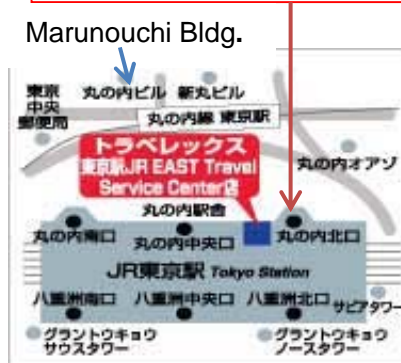 Marunouchi Bldg.
東京
中央
郵便局
丸の内ビル
新丸ビル
丸の内線 東京駅
トラベレックス
東京駅JR EAST Travel
Service Center店
丸の内オアゾ
丸の内駅舎
丸の内南口
丸の内中央口
丸の内北口
JR東京駅 Tokyo Station
八重洲南口
八重洲中央口
八重洲北口
サピアタワー
グラントウキョウ
サウスタワー
グラントウキョウ
ノースタワー